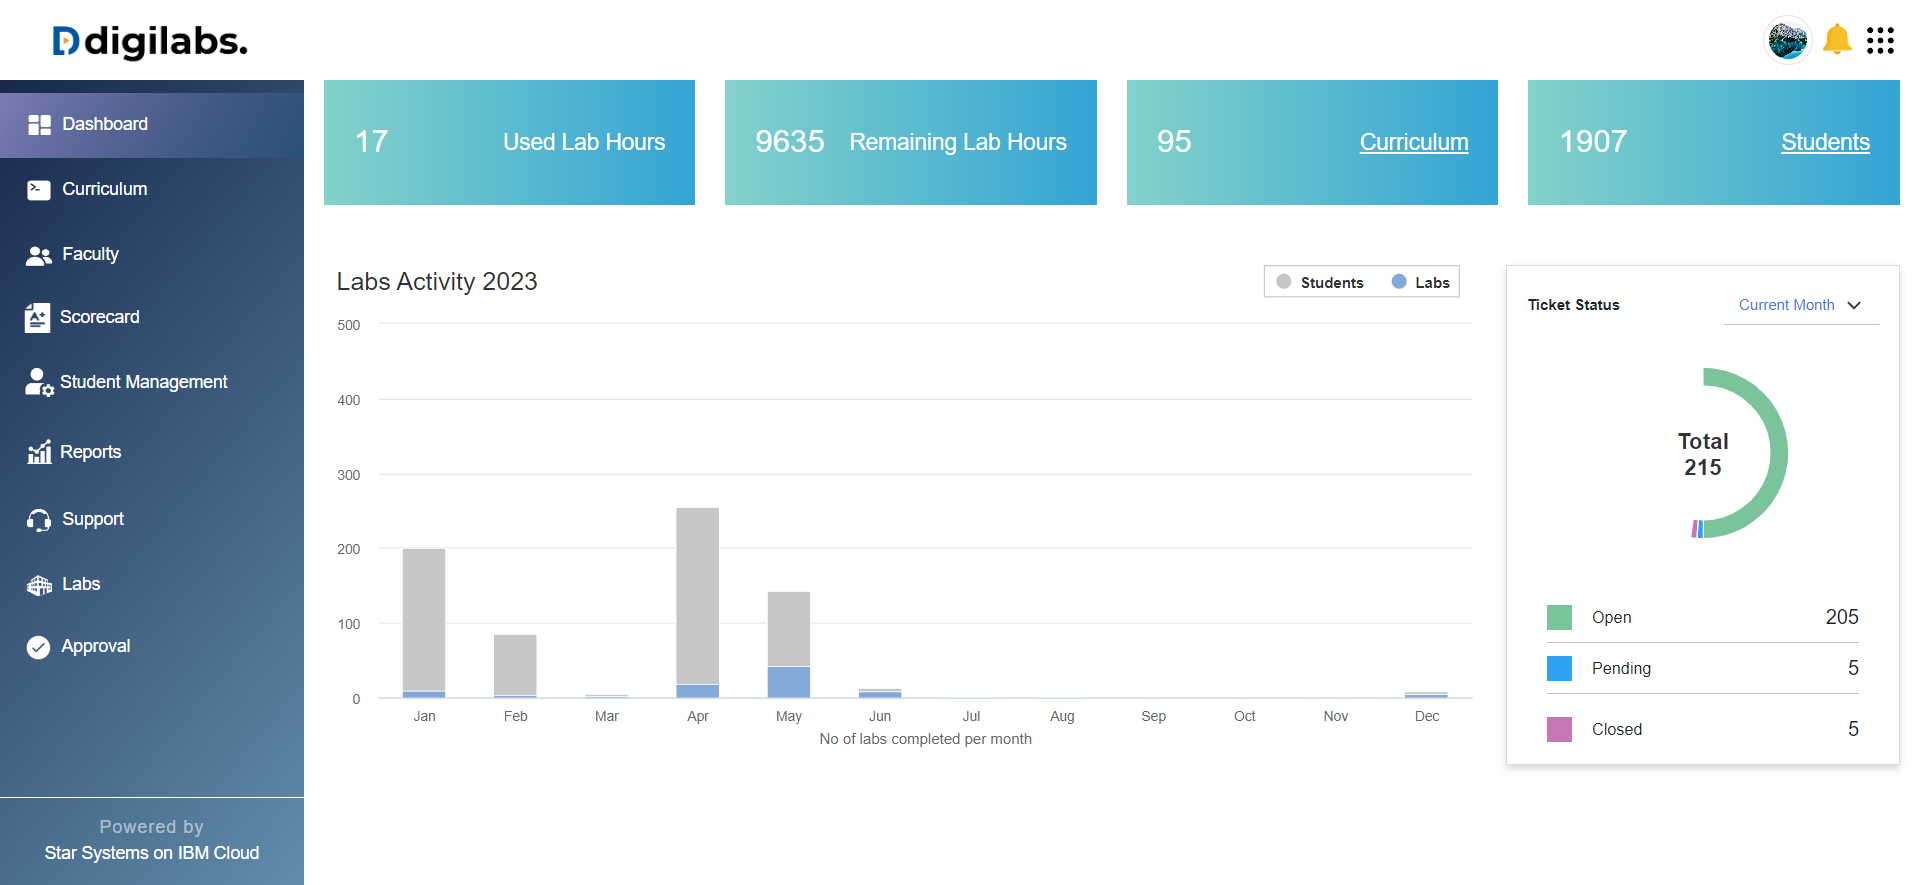 digilabs.
Dashboard
Curriculum
Faculty
Scorecard
Student Management
Reports
Support
Labs
Approval
Powered by
Star Systems on IBM Cloud
17 Used Lab Hours
9635 Remaining Lab Hours
95 Curriculum
1907 Students
Labs Activity 2023
Students Labs
500
400
300
200
100
0
Jan Feb Mar Apr May Jun Jul Aug Sep Oct Nov Dec
No of labs completed per month
Ticket Status Current Month
Total
215
Open 205
Pending 5
Closed 5